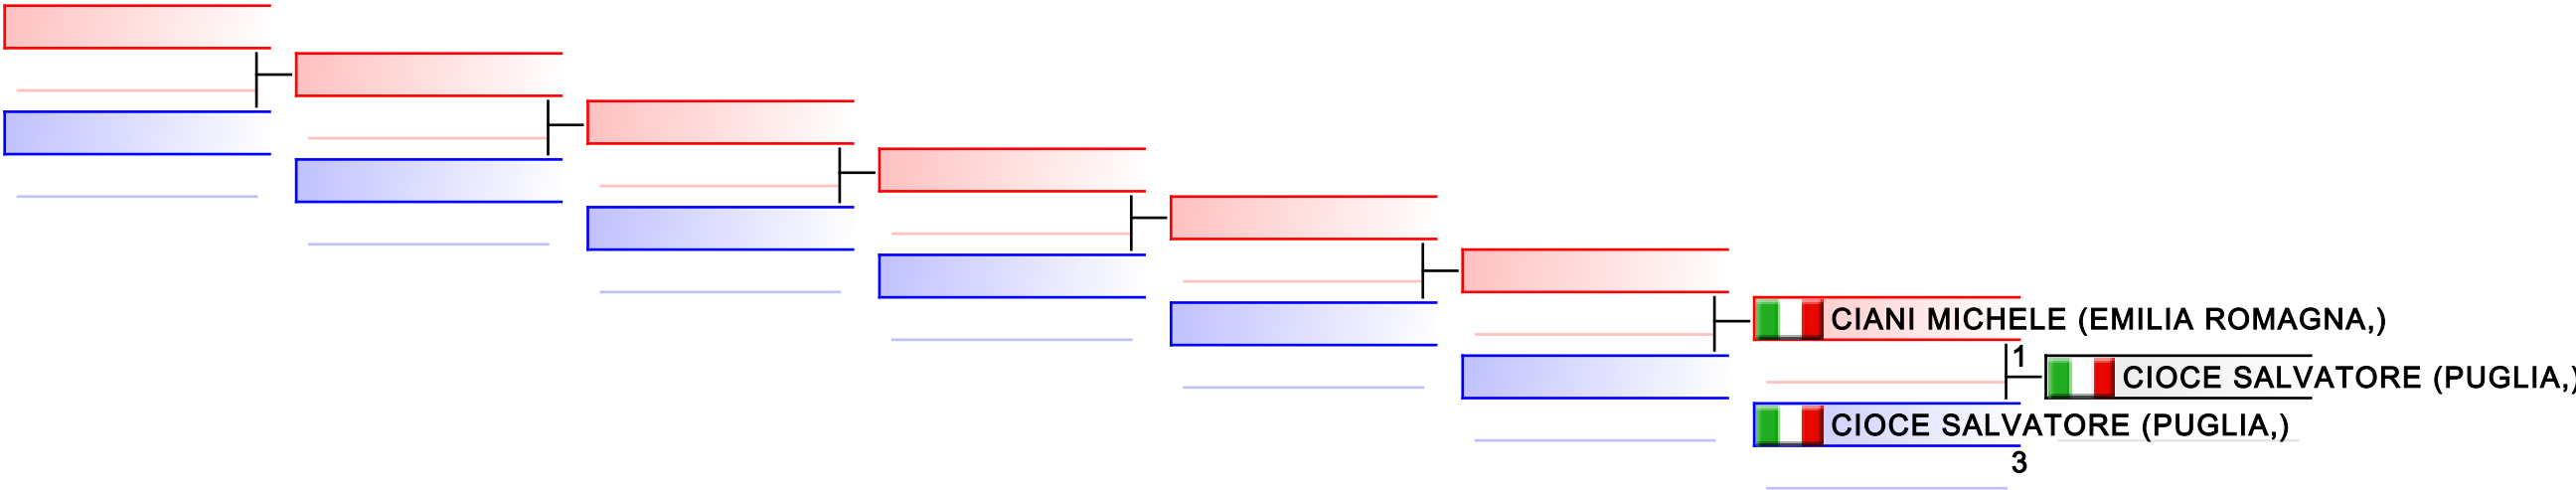 CIANI MICHELE (EMILIA ROMAGNA,)
1
CIOCE SALVATORE (PUGLIA,)
CIOCE SALVATORE (PUGLIA,)
3